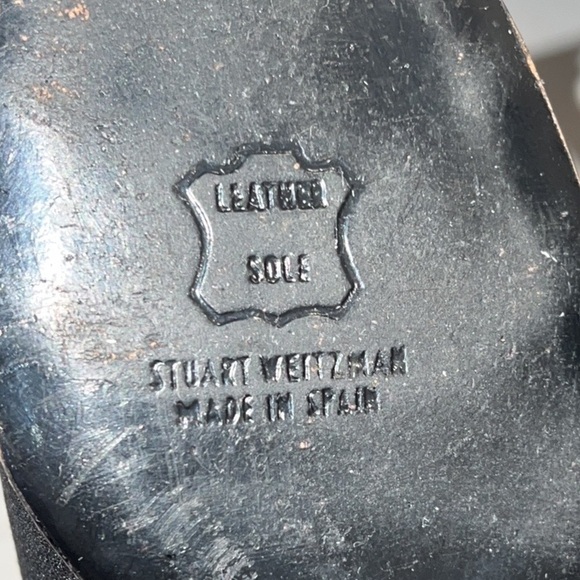 LEATHER
SOLE
STUART WEITZMAN
MADE IN SPAIN